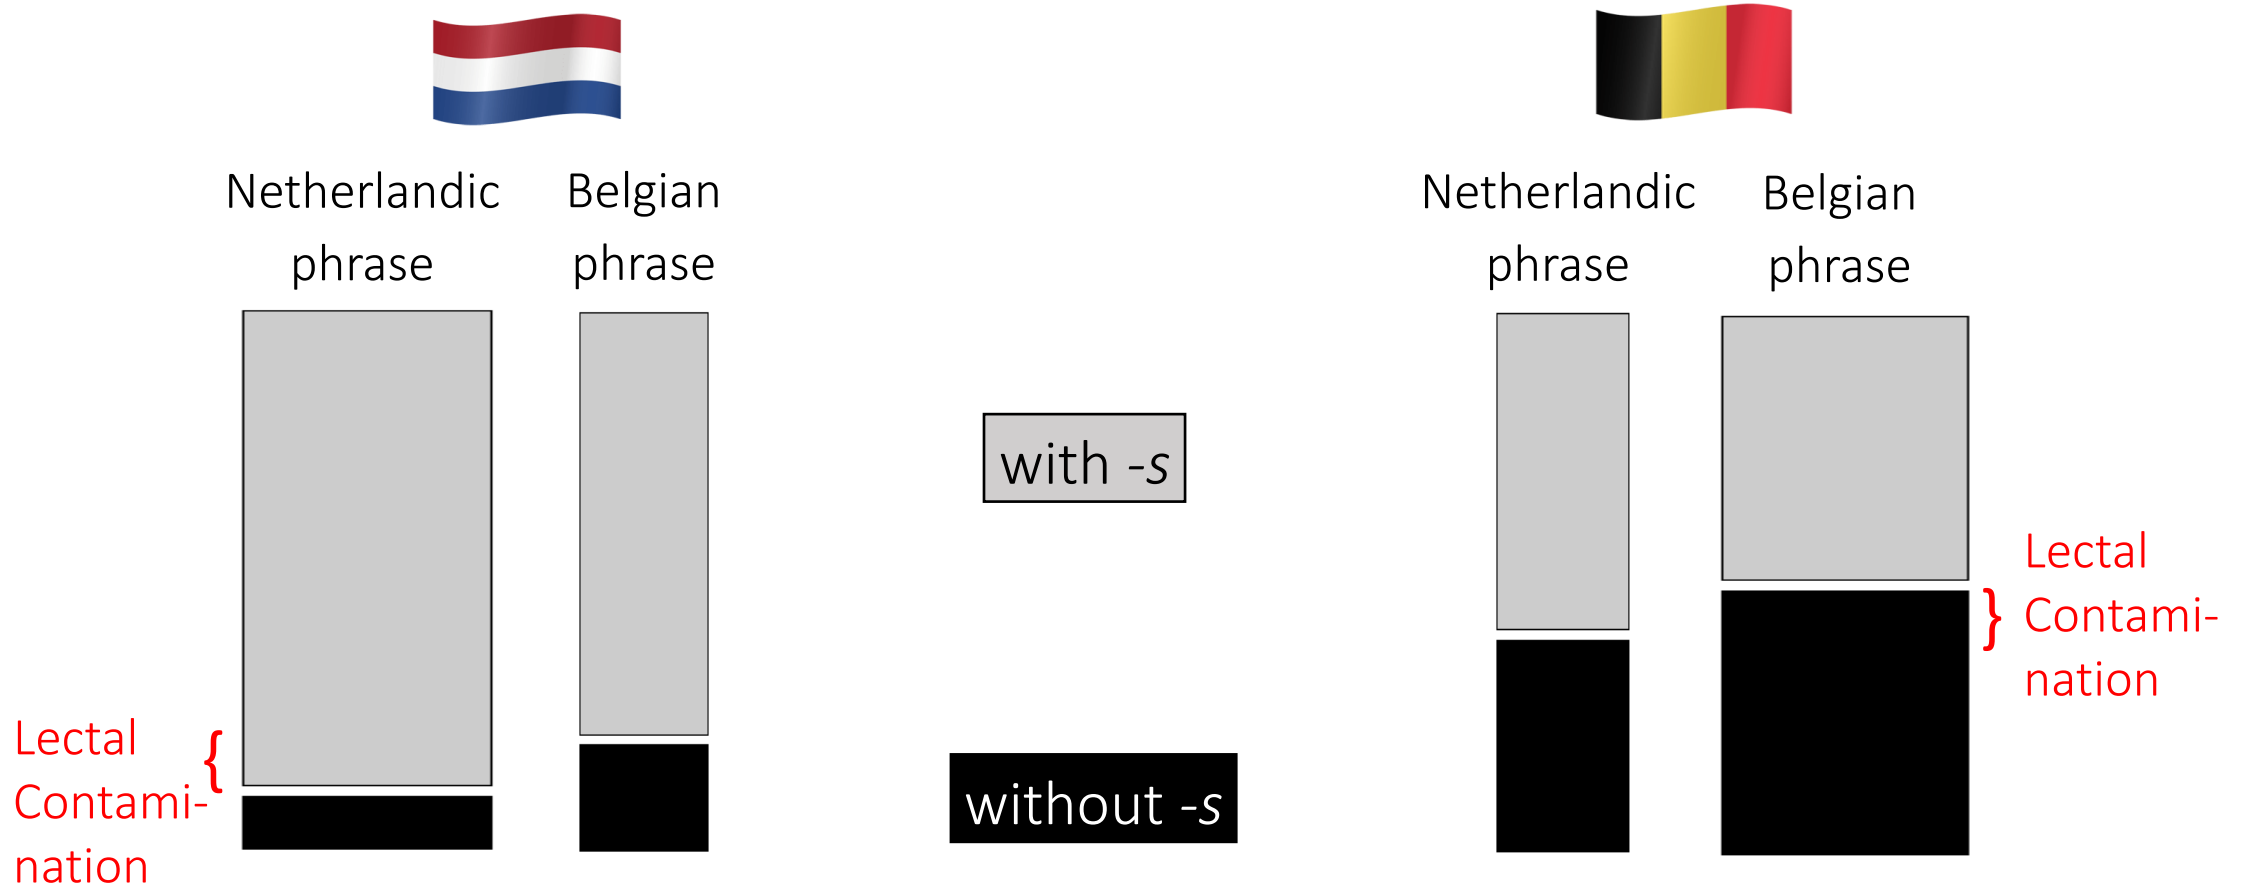 Netherlandic
phrase
Belgian
phrase
Netherlandic
phrase
Belgian
phrase
with -s
without -s
Lectal
Contami-
nation
Lectal
Contami-
nation